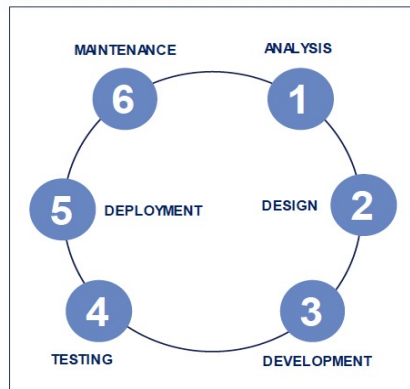 ANALYSIS
1
DESIGN
2
3
DEVELOPMENT
4
TESTING
5
DEPLOYMENT
MAINTENANCE
6